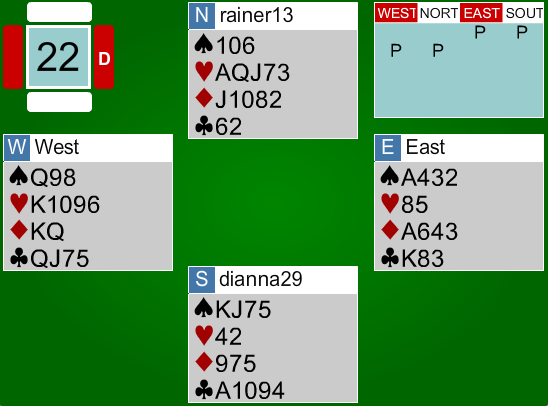 22
D
N rainer13
♠106
♥AQJ73
♦J1082
♣62
WEST NORT EAST SOUT
P P
P P
W West
♠Q98
♥K1096
♦KQ
♣QJ75
E East
♠A432
♥85
♦A643
♣K83
S dianna29
♠KJ75
♥42
♦975
♣A1094